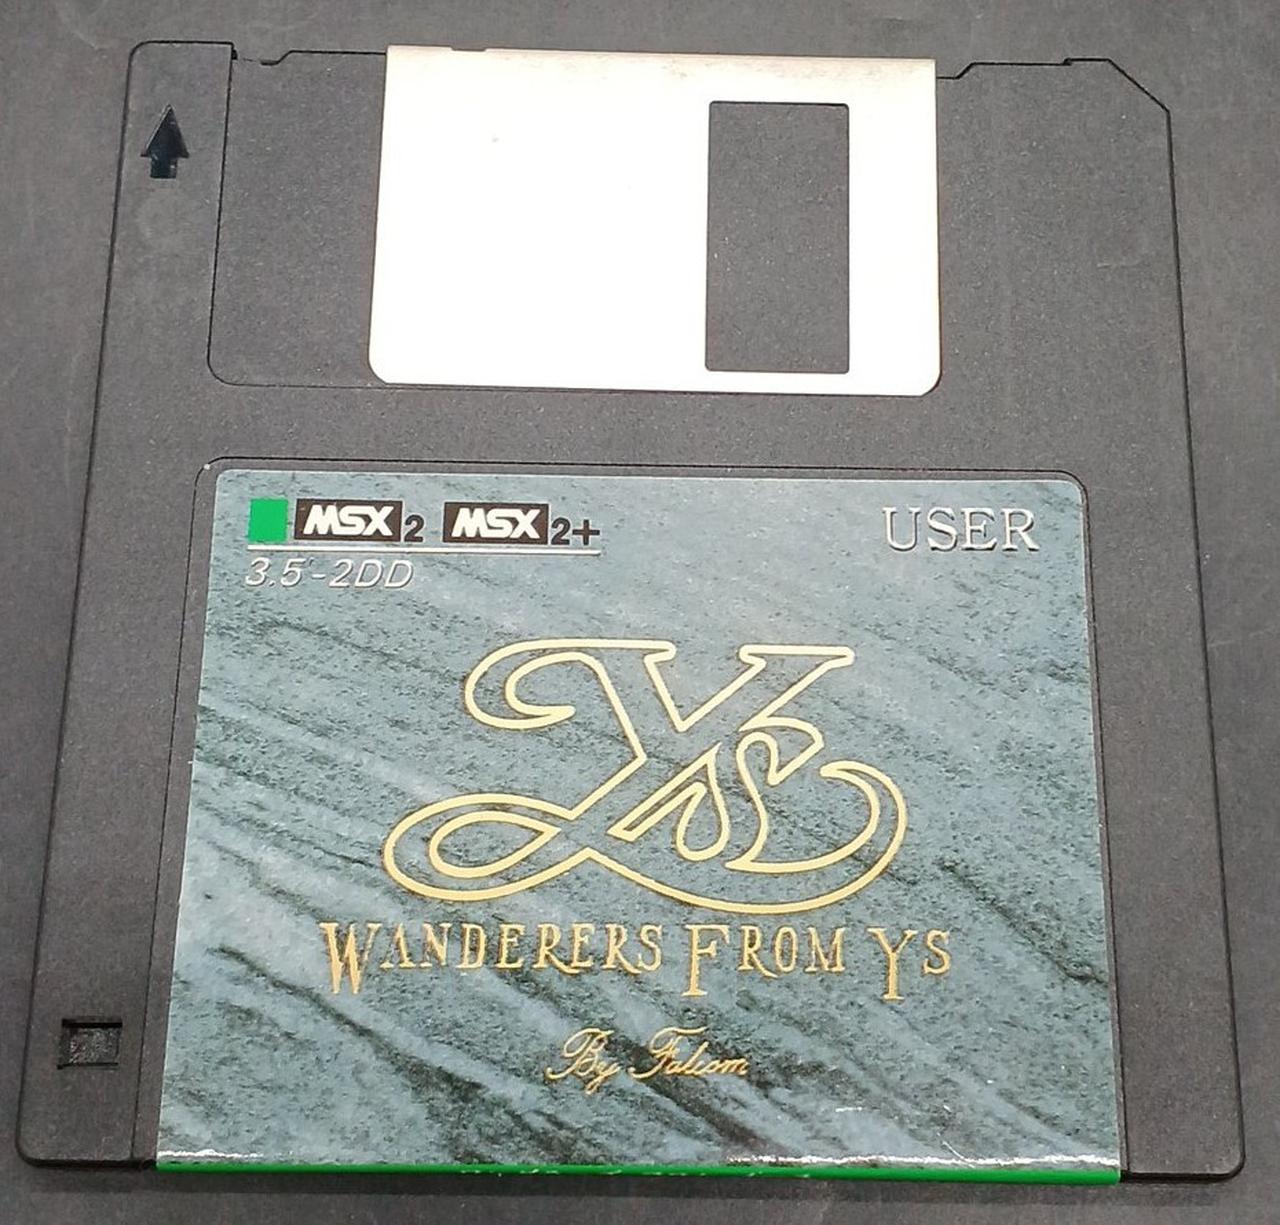 MSX2 MSX2+ USER
3.5"-2DD
Ys
WANDERERS FROM YS
By Falcom